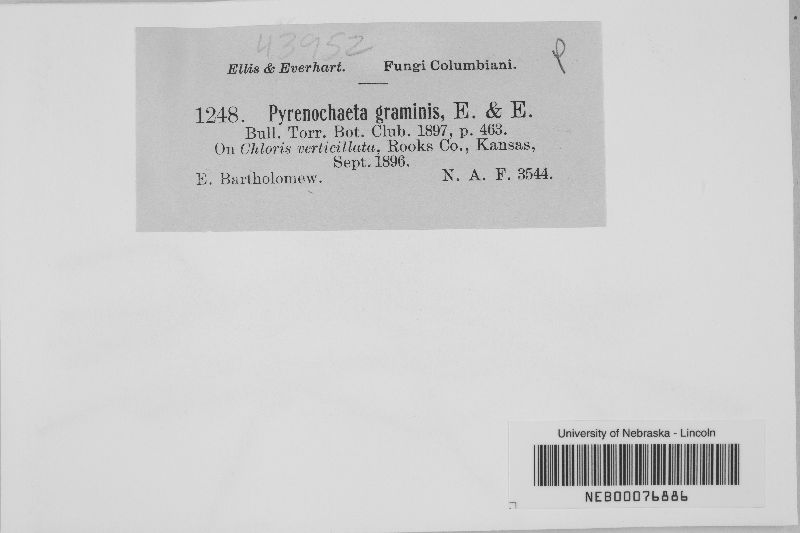 43952
Ellis & Everhart. Fungi Columbiani.
1248. Pyrenochaeta graminis, E. & E.
Bull. Torr. Bot. Club. 1897, p. 463.
On Chloris verticillata, Rooks Co., Kansas,
Sept. 1896.
E. Bartholomew. N. A. F. 3544.
University of Nebraska - Lincoln
NEB00076886